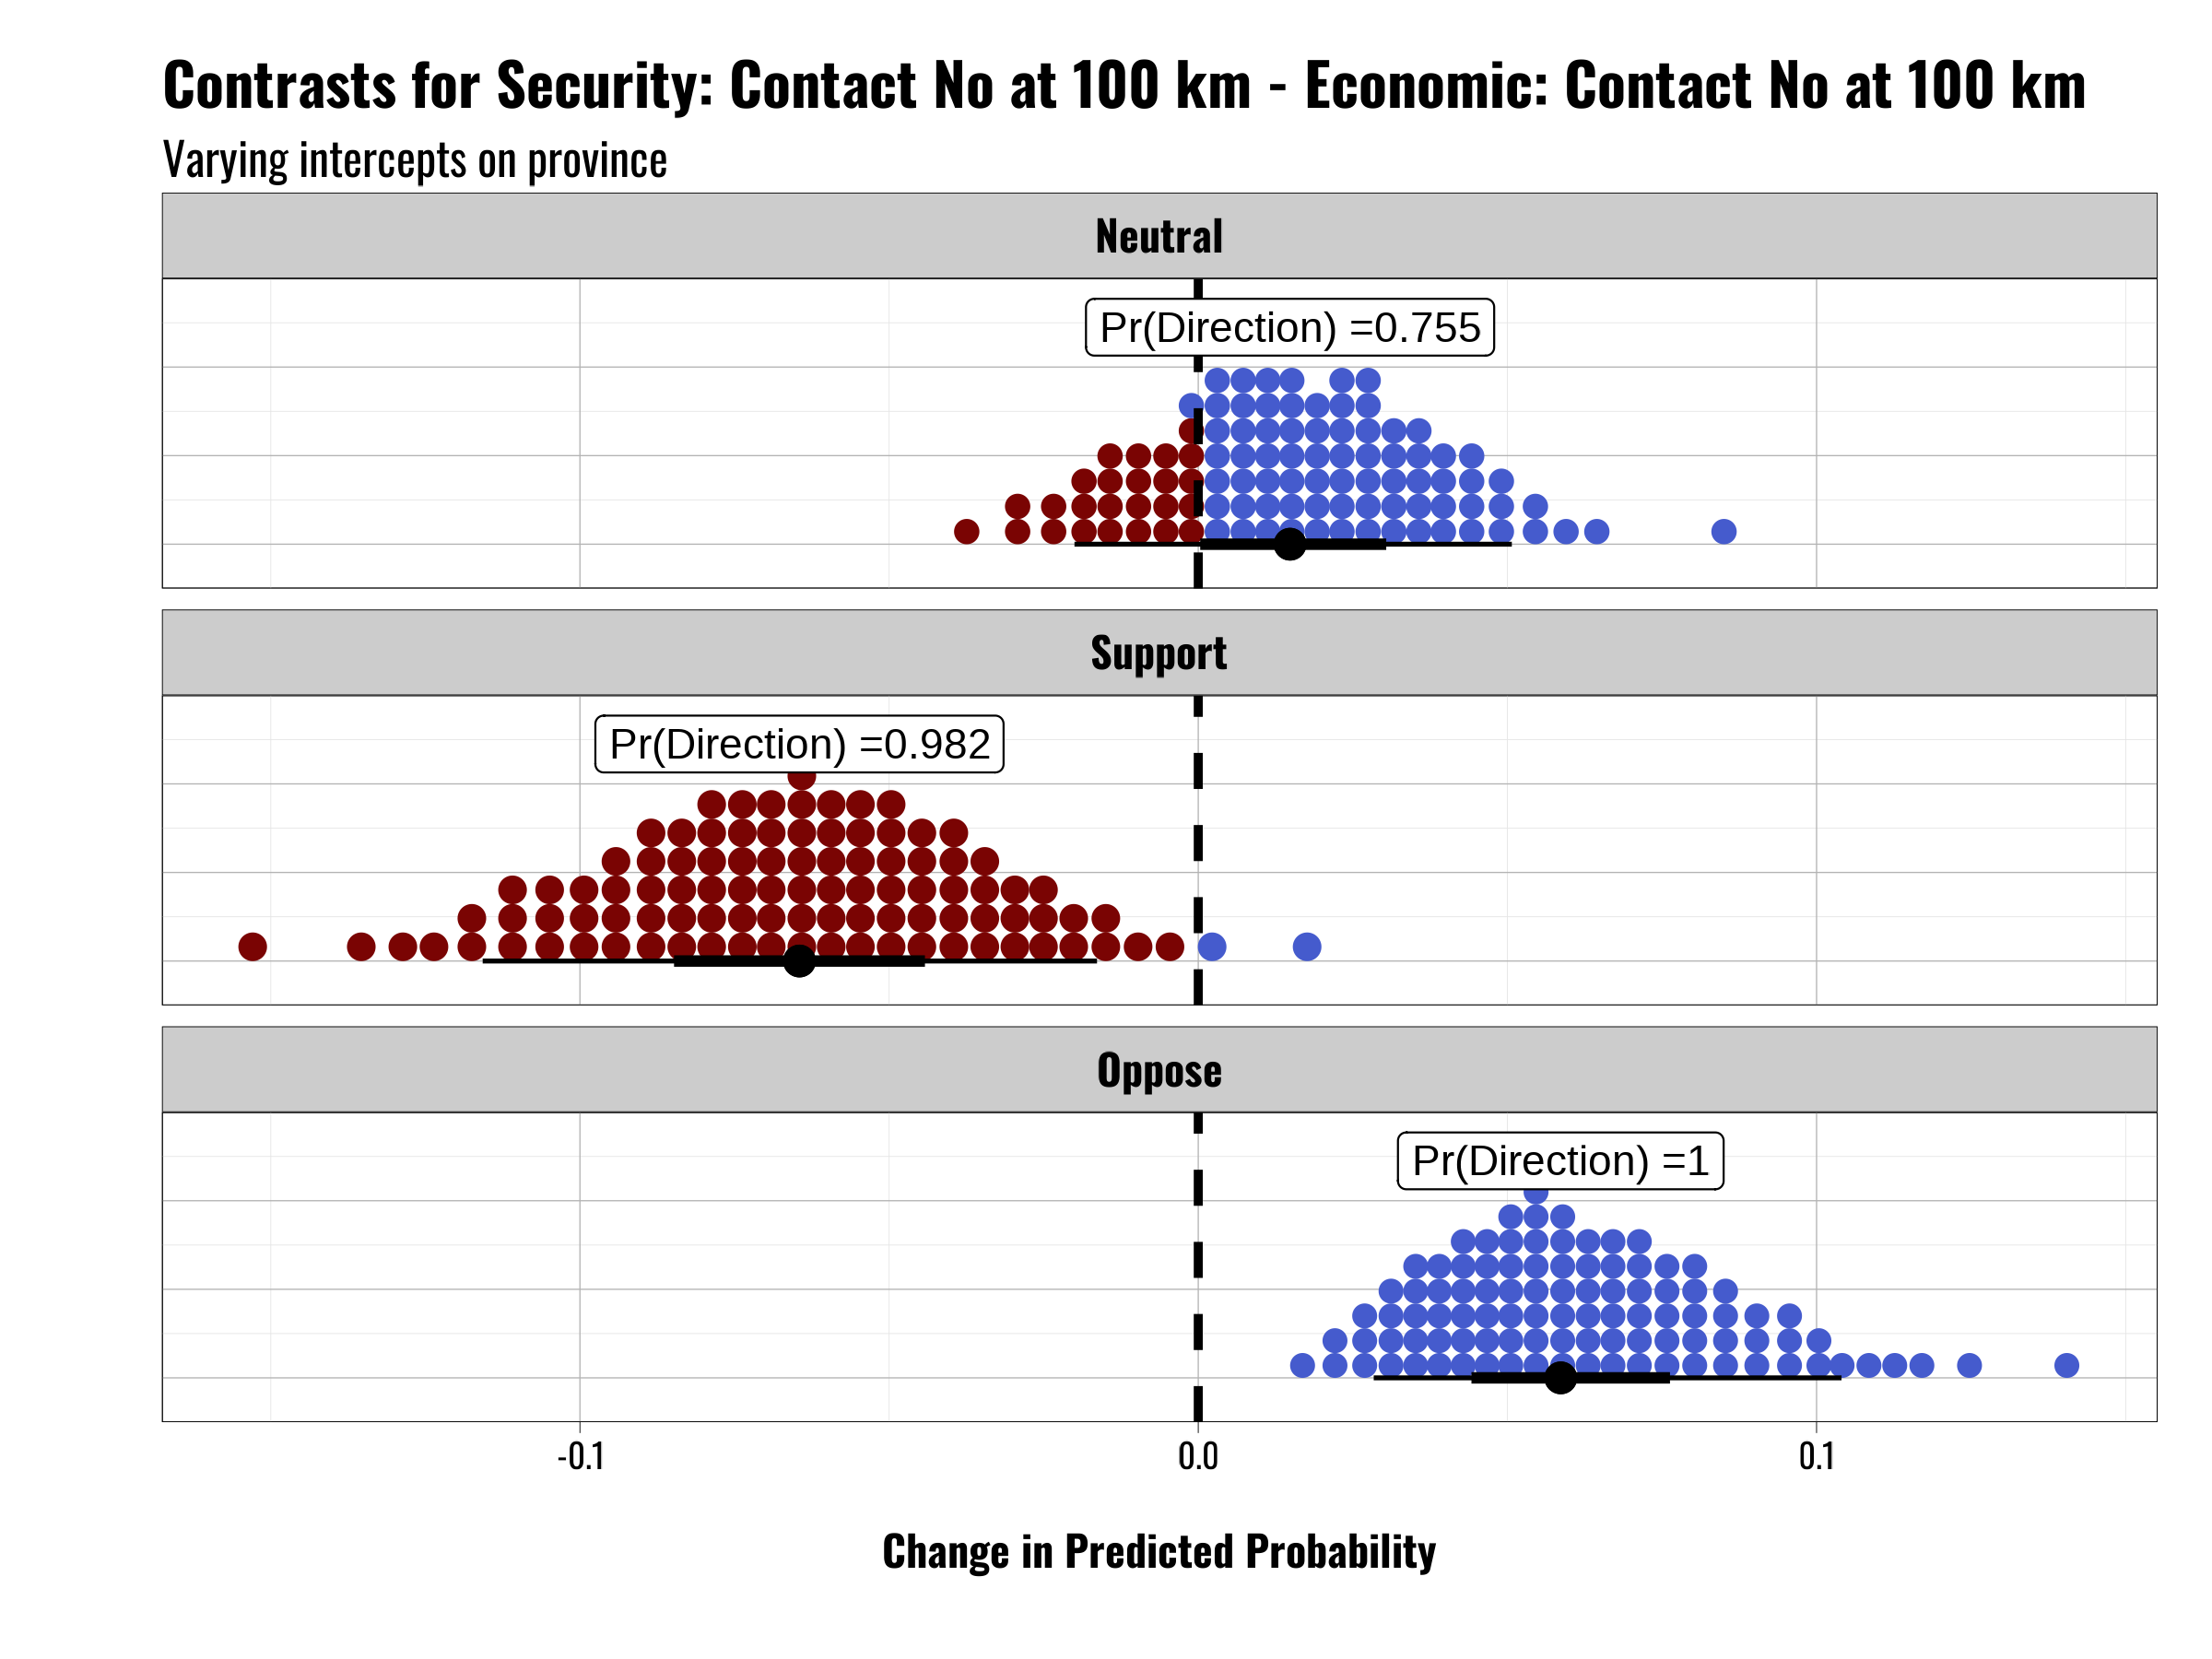 Contrasts for Security: Contact No at 100 km - Economic: Contact No at 100 km
Varying intercepts on province
Neutral
Pr(Direction) =0.755
Support
Pr(Direction) =0.982
Oppose
Pr(Direction) =1
-0.1 0.0 0.1
Change in Predicted Probability